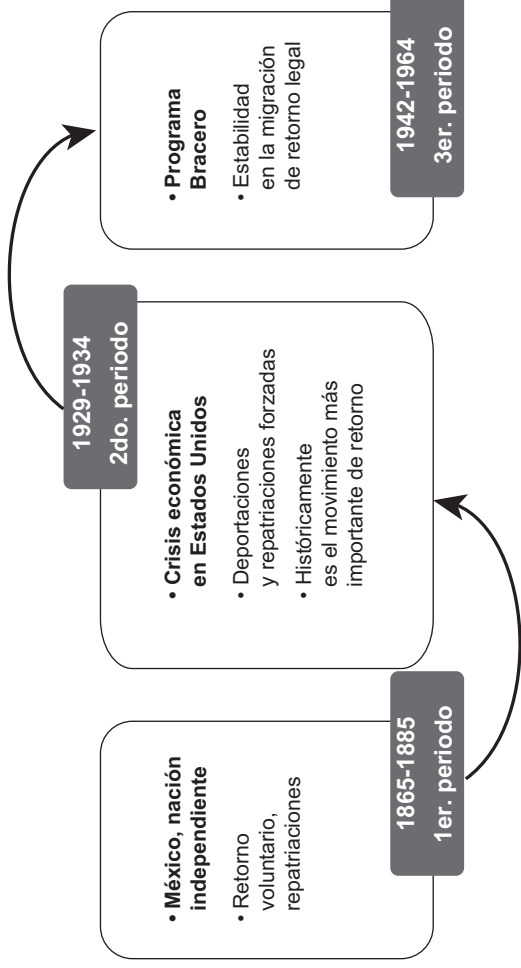 • México, nación
independiente
• Retorno
voluntario,
repatriaciones
1865-1885
1er. periodo
1929-1934
2do. periodo
• Crisis económica
en Estados Unidos
• Deportaciones
y repatriaciones forzadas
• Históricamente
es el movimiento más
importante de retorno
• Programa
Bracero
• Estabilidad
en la migración
de retorno legal
1942-1964
3er. periodo